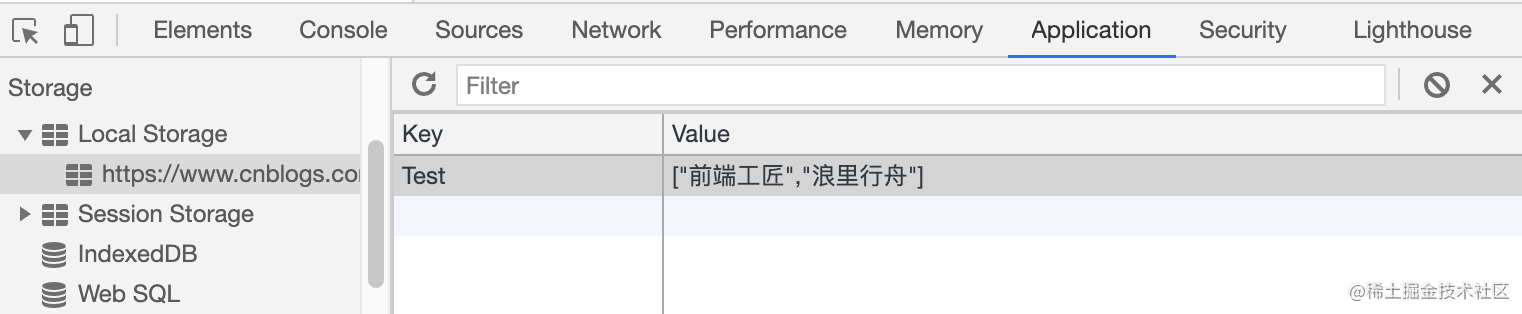 Elements Console Sources Network Performance Memory Application Security Lighthouse
Storage
Filter
Local Storage
Key Value
https://www.cnblogs.co
Test ["前端工匠","浪里行舟"]
Session Storage
IndexedDB
Web SQL
@稀土掘金技术社区